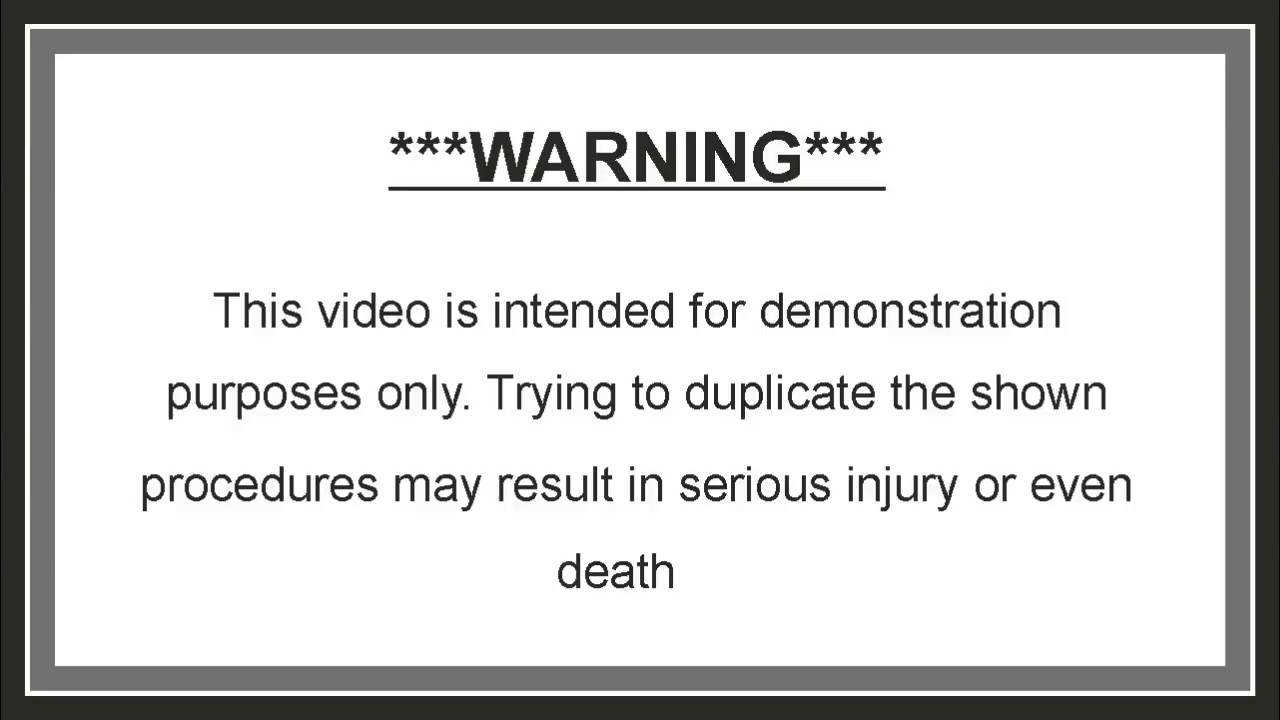 ***WARNING***
This video is intended for demonstration
purposes only. Trying to duplicate the shown
procedures may result in serious injury or even
death